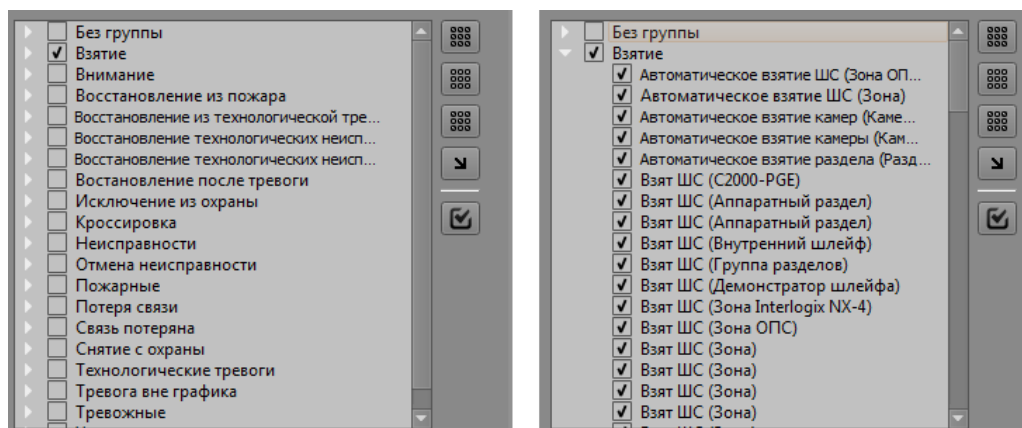 Без группы
Взятие
Внимание
Восстановление из пожара
Восстановление из технологической тре...
Восстановление технологических неисп...
Восстановление технологических неисп...
Востановление после тревоги
Исключение из охраны
Кроссировка
Неисправности
Отмена неисправности
Пожарные
Потеря связи
Связь потеряна
Снятие с охраны
Технологические тревоги
Тревога вне графика
Тревожные
Без группы
Взятие
Автоматическое взятие ШС (Зона ОП...
Автоматическое взятие ШС (Зона)
Автоматическое взятие камер (Каме...
Автоматическое взятие камеры (Кам...
Автоматическое взятие раздела (Разд...
Взят ШС (С2000-PGE)
Взят ШС (Аппаратный раздел)
Взят ШС (Аппаратный раздел)
Взят ШС (Внутренний шлейф)
Взят ШС (Группа разделов)
Взят ШС (Демонстратор шлейфа)
Взят ШС (Зона Interlogix NX-4)
Взят ШС (Зона ОПС)
Взят ШС (Зона)
Взят ШС (Зона)
Взят ШС (Зона)
Взят ШС (Зона)